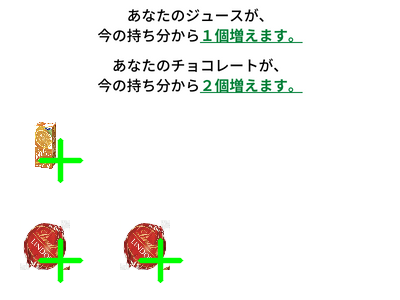 あなたのジュースが、
今の持ち分から１個増えます。
あなたのチョコレートが、
今の持ち分から２個増えます。